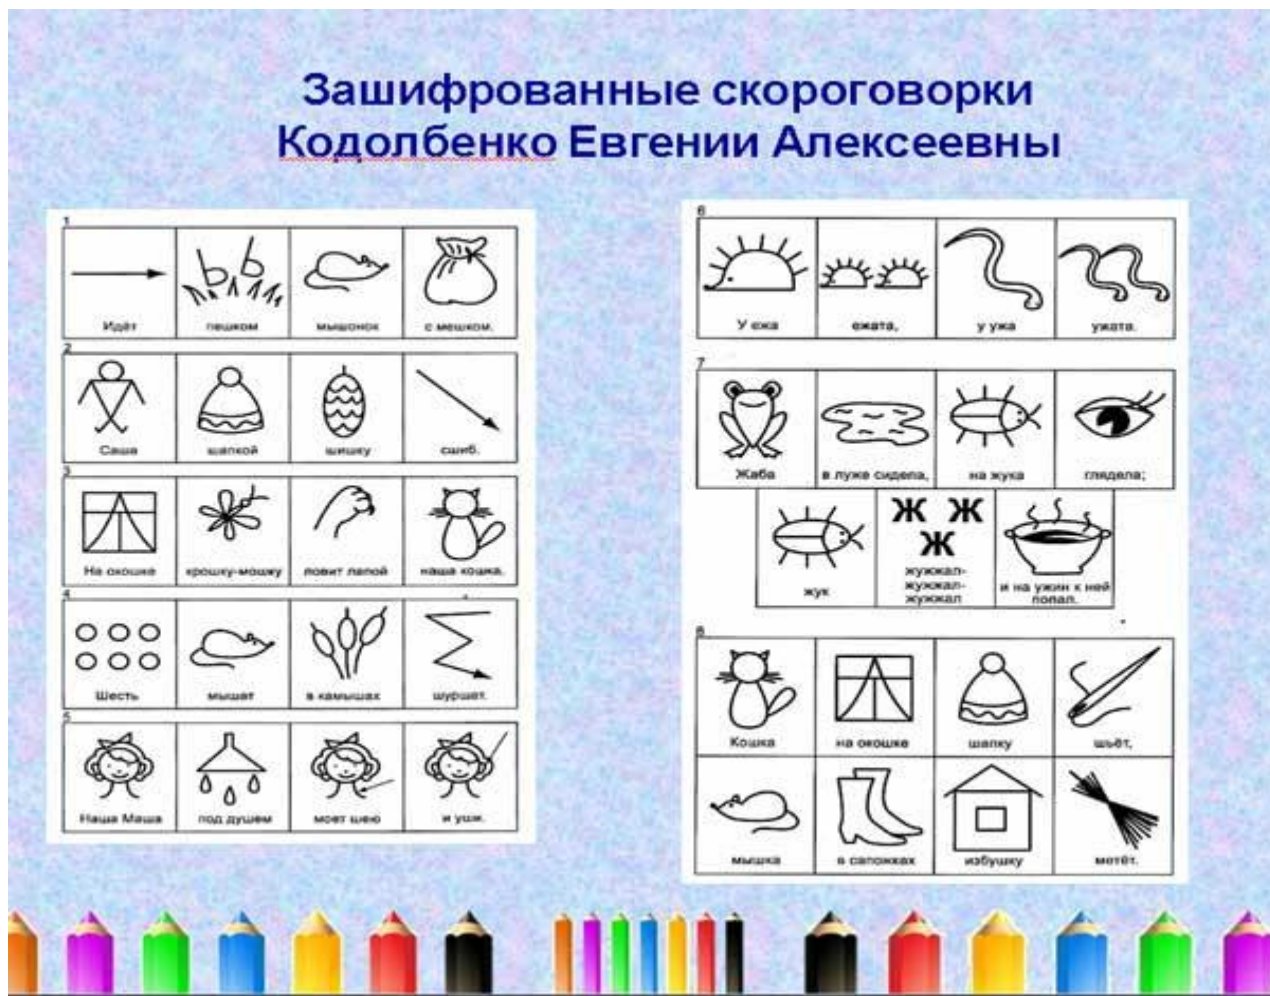 Зашифрованные скороговорки
Кодолбенко Евгении Алексеевны
1
Идёт пешком мышонок с мешком.
2
Саша шапкой шишку сшиб.
3
На окошке крошку-мошку ловит лапой наша кошка.
4
Шесть мышат в камышах шуршат.
5
Наша Маша под душем моет шею и уши.
6
У ежа ежата, у ужа ужата.
7
Жаба в луже сидела, на жука глядела;
Ж Ж
Ж
жук жужжал-
жужжал-
жужжал
и на ужин к ней
попал.
8
Кошка на окошке шапку шьёт,
мышка в сапожках избушку метёт.